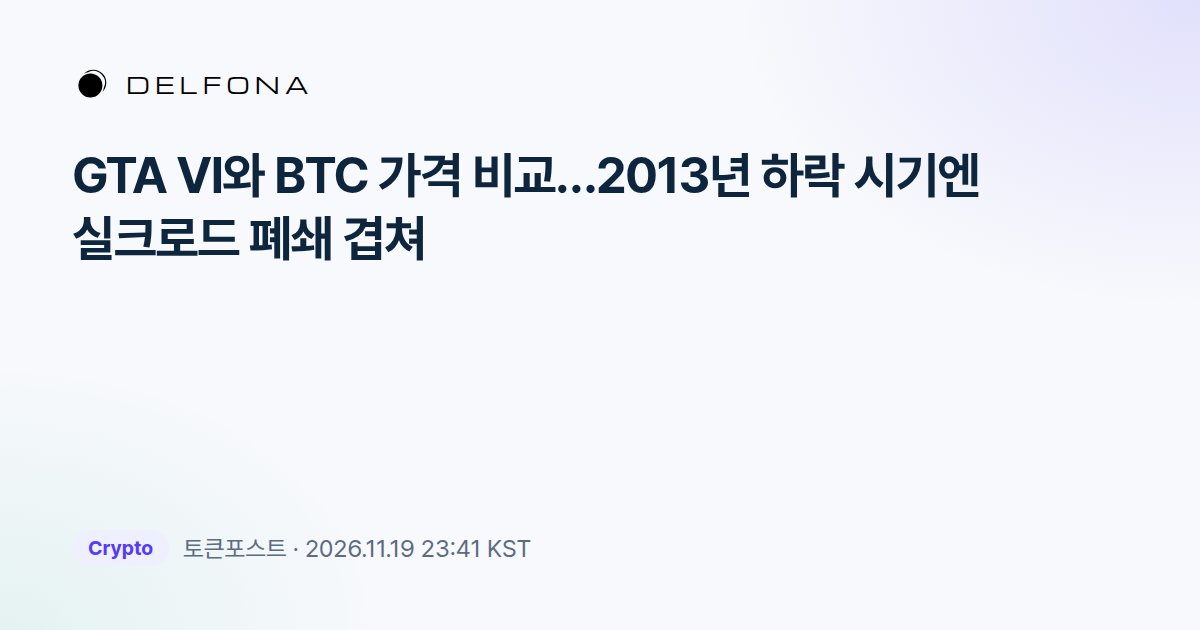 DELFONA
GTA VI와 BTC 가격 비교…2013년 하락 시기엔
실크로드 폐쇄 겹쳐
Crypto 토큰포스트 · 2026.11.19 23:41 KST